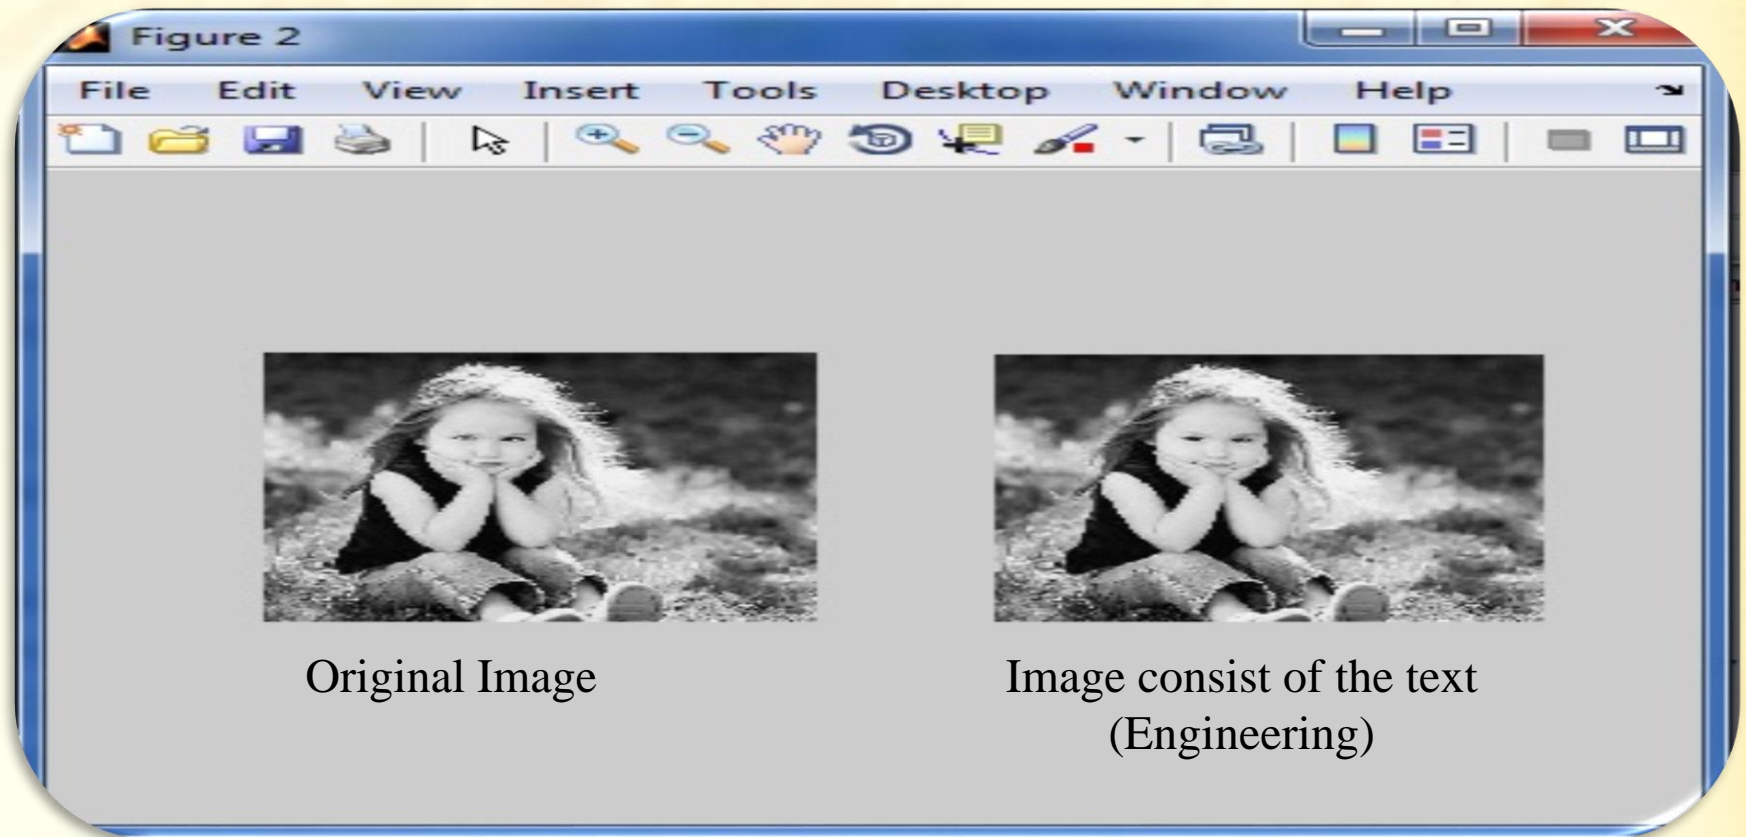 Figure 2
File Edit View Insert Tools Desktop Window Help
Original Image
Image consist of the text
(Engineering)